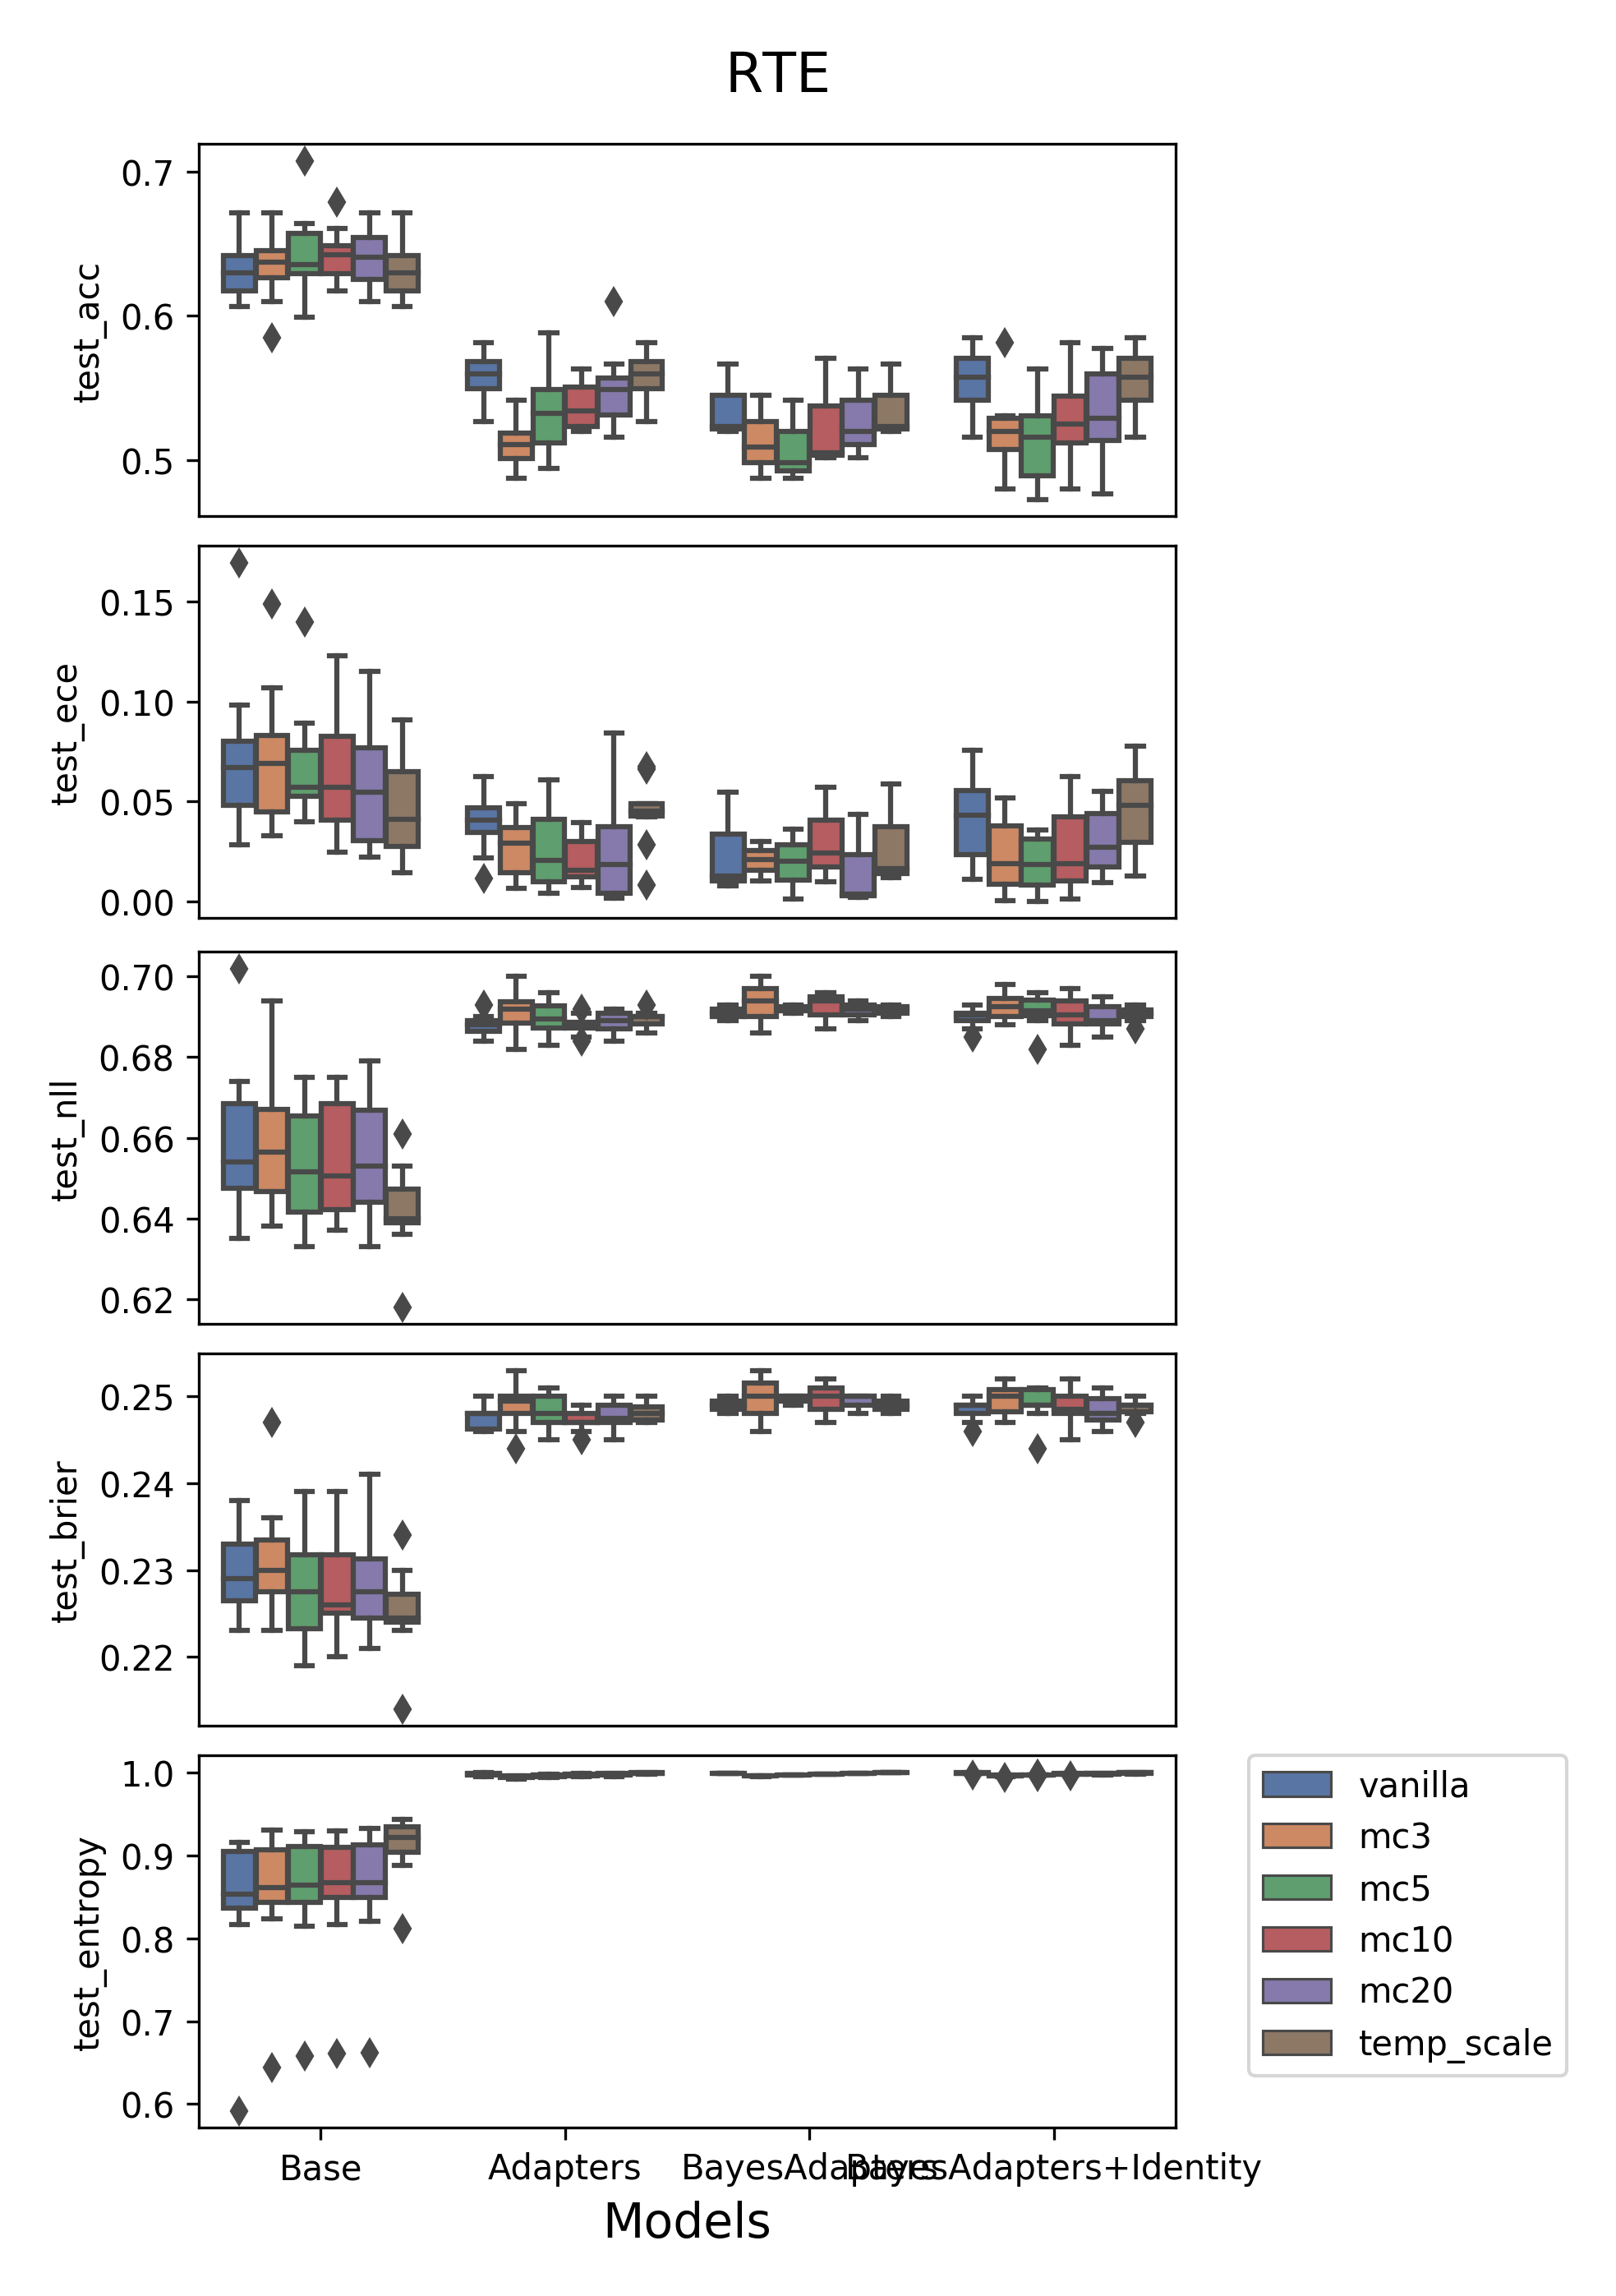 RTE
0.7
0.6
0.5
test_acc
0.15
0.10
0.05
0.00
test_ece
0.70
0.68
0.66
0.64
0.62
test_nll
0.25
0.24
0.23
0.22
test_brier
1.0
0.9
0.8
0.7
0.6
test_entropy
vanilla
mc3
mc5
mc10
mc20
temp_scale
Base Adapters BayesAdapters BayesAdapters+Identity
Models